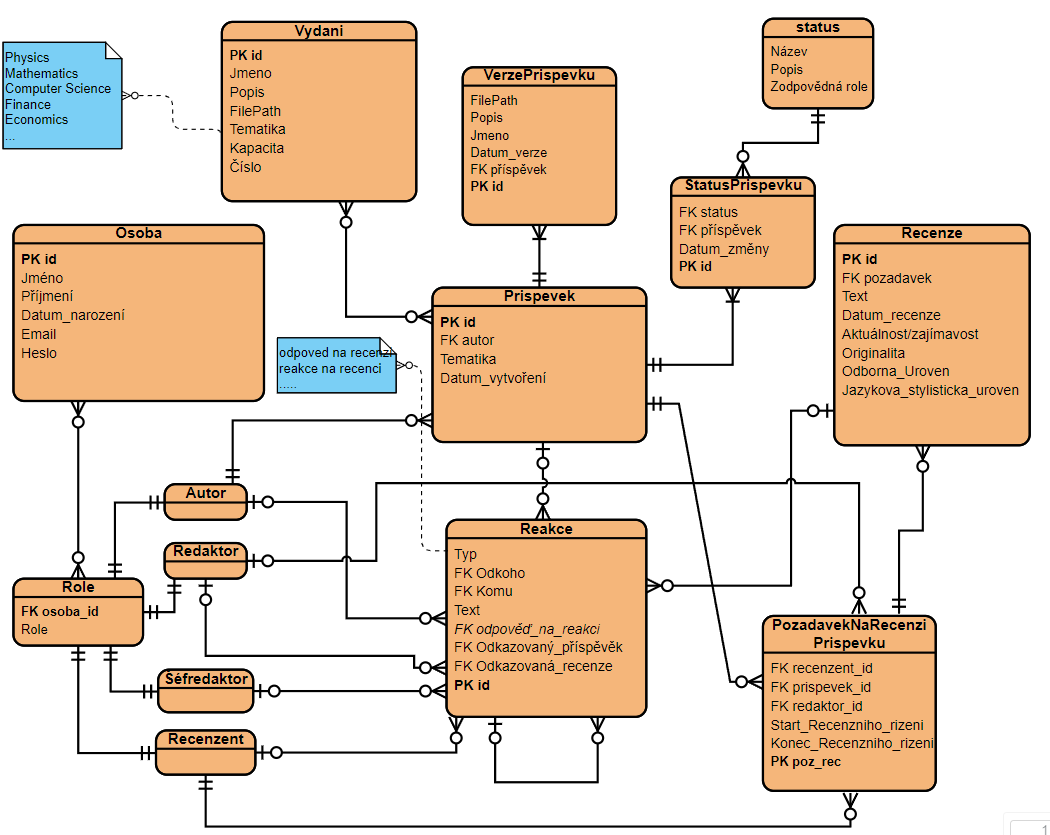 Physics
Mathematics
Computer Science
Finance
Economics
...
Vydani
PK id
Jmeno
Popis
FilePath
Tematika
Kapacita
Číslo
VerzePrispevku
FilePath
Popis
Jmeno
Datum_verze
FK příspěvek
PK id
status
Název
Popis
Zodpovědná role
StatusPrispevku
FK status
FK příspěvek
Datum_změny
PK id
Osoba
PK id
Jméno
Příjmení
Datum_narození
Email
Heslo
Recenze
PK id
FK pozadavek
Text
Datum_recenze
Aktuálnost/zajímavost
Originalita
Odborna_Uroven
Jazykova_stylisticka_uroven
Prispevek
PK id
FK autor
Tematika
Datum_vytvoření
odpoved na recenzi
reakce na recenci
.....
Autor
Redaktor
Role
FK osoba_id
Role
Séfredaktor
Recenzent
Reakce
Typ
FK Odkoho
FK Komu
Text
FK odpověď_na_reakci
FK Odkazovaný_příspěvěk
FK Odkazovaná_recenze
PK id
PozadavekNaRecenzi
Prispevku
FK recenzent_id
FK prispevek_id
FK redaktor_id
Start_Recenzniho_rizeni
Konec_Recenzniho_rizeni
PK poz_rec
1